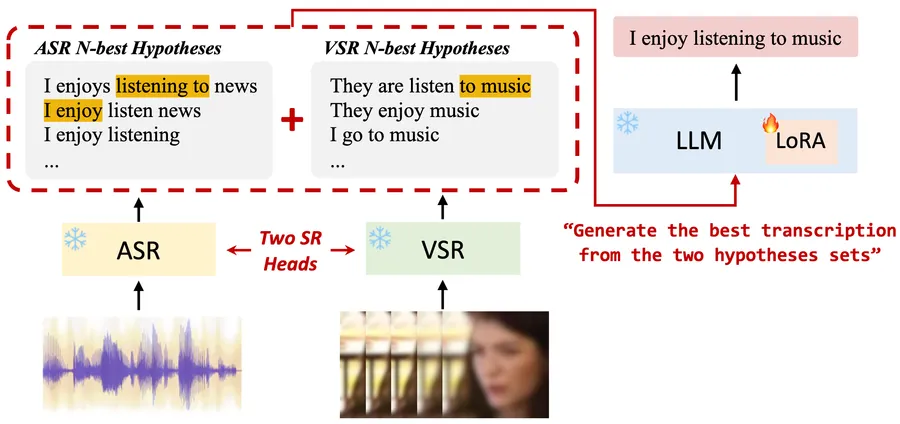 ASR N-best Hypotheses
I enjoys listening to news
I enjoy listen news
I enjoy listening
...
+
VSR N-best Hypotheses
They are listen to music
They enjoy music
I go to music
...
I enjoy listening to music
LLM
LoRA
ASR
Two SR
Heads
VSR
“Generate the best transcription
from the two hypotheses sets”